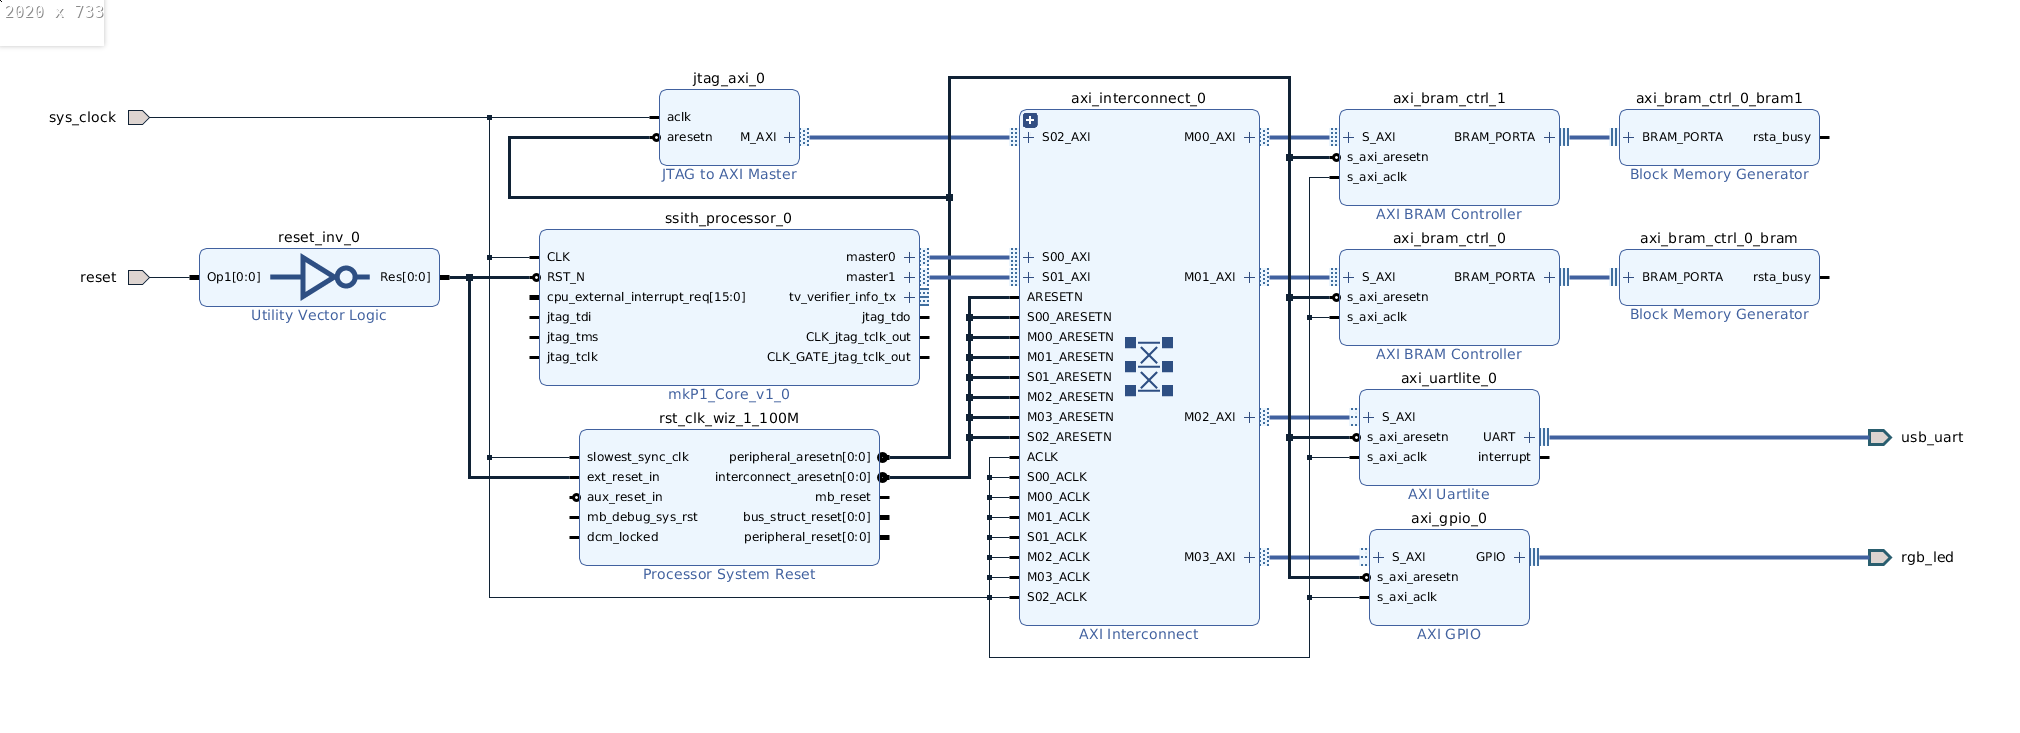 2020 x 733
sys_clock
reset
reset_inv_0
Op1[0:0]
Res[0:0]
Utility Vector Logic
jtag_axi_0
aclk
aresetn
M_AXI
JTAG to AXI Master
ssith_processor_0
CLK
RST_N
cpu_external_interrupt_req[15:0]
jtag_tdi
jtag_tms
jtag_tclk
master0
master1
tv_verifier_info_tx
jtag_tdo
CLK_jtag_tclk_out
CLK_GATE_jtag_tclk_out
mkP1_Core_v1_0
rst_clk_wiz_1_100M
slowest_sync_clk
ext_reset_in
aux_reset_in
mb_debug_sys_rst
dcm_locked
peripheral_aresetn[0:0]
interconnect_aresetn[0:0]
mb_reset
bus_struct_reset[0:0]
peripheral_reset[0:0]
Processor System Reset
axi_interconnect_0
S02_AXI
S00_AXI
S01_AXI
ARESETN
S00_ARESETN
M00_ARESETN
M01_ARESETN
S01_ARESETN
M02_ARESETN
M03_ARESETN
S02_ARESETN
ACLK
S00_ACLK
M00_ACLK
M01_ACLK
S01_ACLK
M02_ACLK
M03_ACLK
S02_ACLK
M00_AXI
M01_AXI
M02_AXI
M03_AXI
AXI Interconnect
axi_bram_ctrl_1
S_AXI
s_axi_aresetn
s_axi_aclk
BRAM_PORTA
AXI BRAM Controller
axi_bram_ctrl_0_bram1
BRAM_PORTA
rsta_busy
Block Memory Generator
axi_bram_ctrl_0
S_AXI
s_axi_aresetn
s_axi_aclk
BRAM_PORTA
AXI BRAM Controller
axi_bram_ctrl_0_bram
BRAM_PORTA
rsta_busy
Block Memory Generator
axi_uartlite_0
S_AXI
s_axi_aresetn
s_axi_aclk
UART
interrupt
AXI Uartlite
usb_uart
axi_gpio_0
S_AXI
s_axi_aresetn
s_axi_aclk
GPIO
AXI GPIO
rgb_led